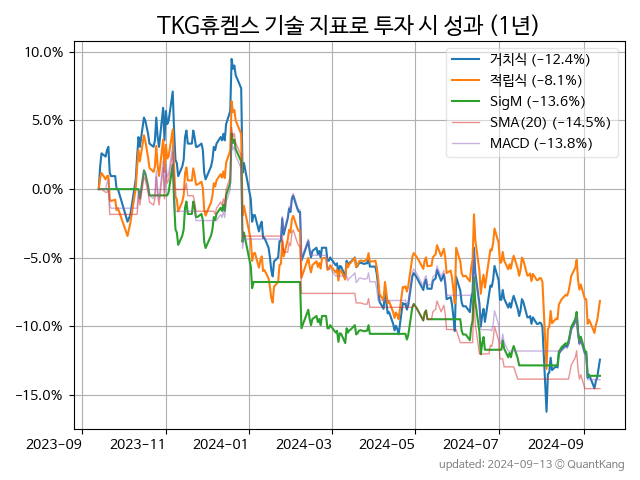 TKG휴켐스 기술 지표로 투자 시 성과 (1년)
10.0%
5.0%
0.0%
−5.0%
−10.0%
−15.0%
거치식 (−12.4%)
적립식 (−8.1%)
SigM (−13.6%)
SMA(20) (−14.5%)
MACD (−13.8%)
2023-09
2023-11
2024-01
2024-03
2024-05
2024-07
2024-09
updated: 2024-09-13 ⓒ QuantKang